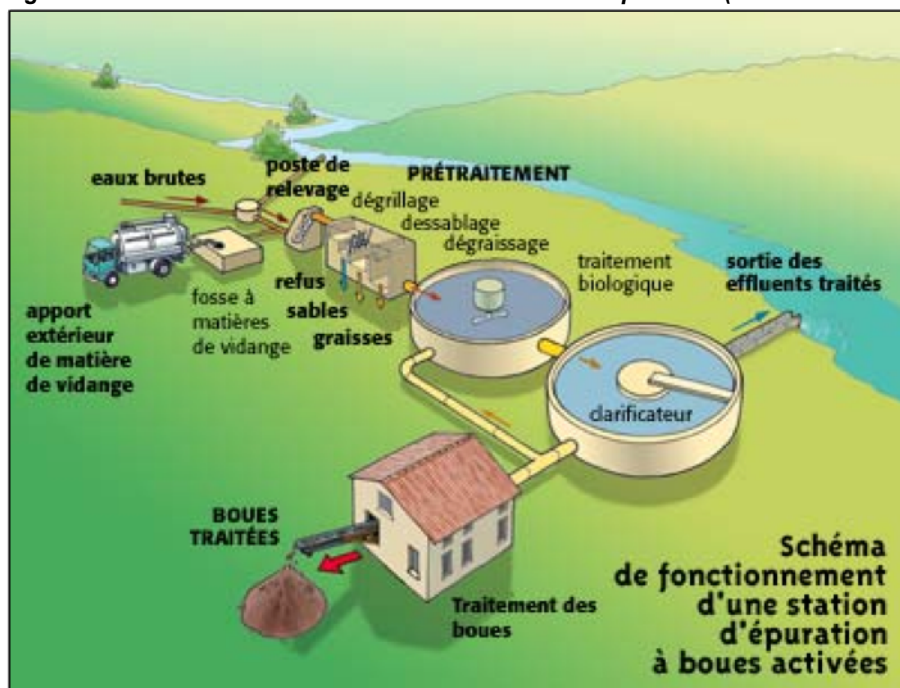 eaux brutes
poste de
relevage
PRÉTRAITEMENT
dégrillage
dessablage
dégraissage
traitement
biologique
sortie des
effluents traités
apport
extérieur
de matière
de vidange
fosse à
matières
de vidange
refus
sables
graisses
clarificateur
BOUES
TRAITÉES
Traitement des
boues
Schéma
de fonctionnement
d'une station
d'épuration
à boues activées